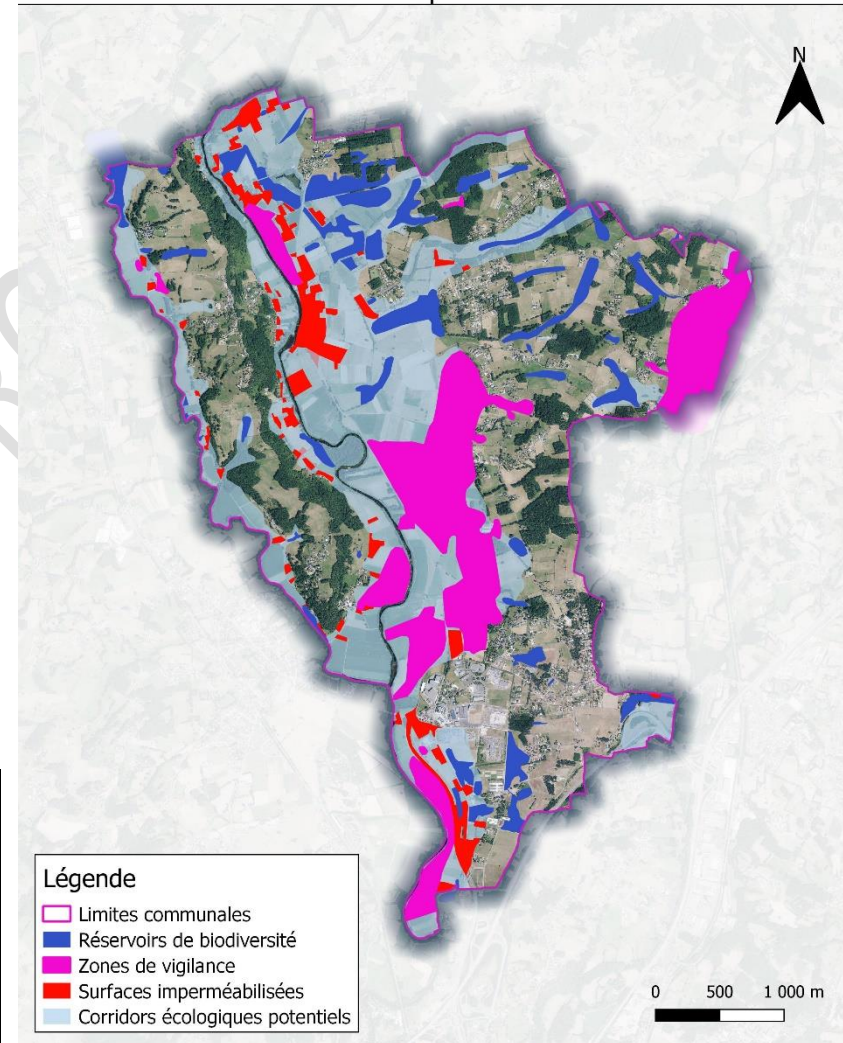 N
Légende
Limites communales
Réservoirs de biodiversité
Zones de vigilance
Surfaces imperméabilisées
Corridors écologiques potentiels
0 500 1 000 m